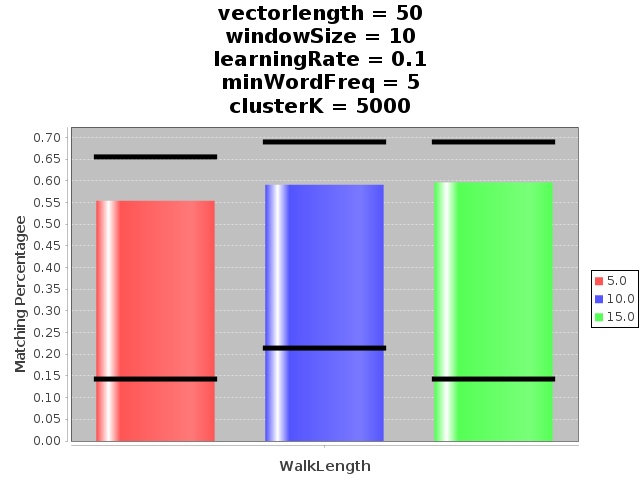 vectorlength = 50
windowSize = 10
learningRate = 0.1
minWordFreq = 5
clusterK = 5000
0.70
0.65
0.60
0.55
0.50
0.45
0.40
0.35
0.30
0.25
0.20
0.15
0.10
0.05
0.00
Matching Percentagee
WalkLength
5.0
10.0
15.0